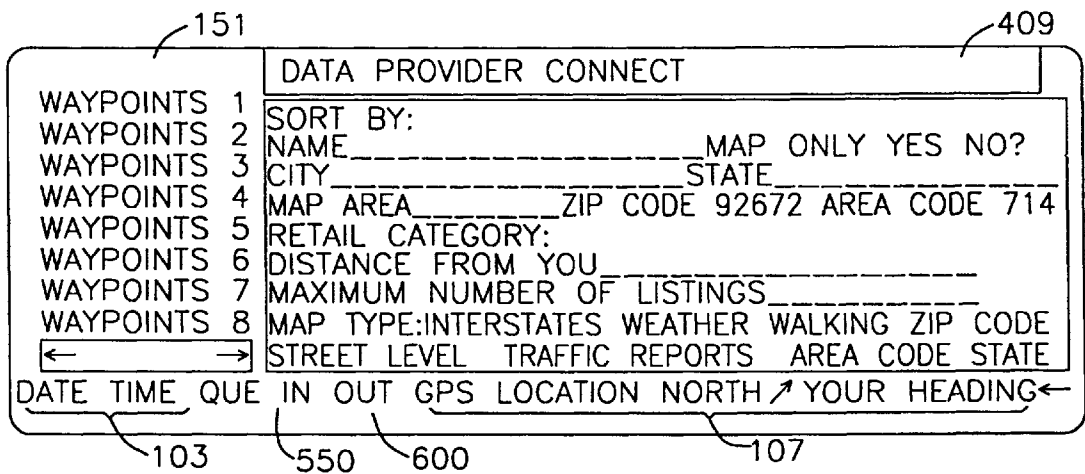 151
409
DATA PROVIDER CONNECT
WAYPOINTS 1
WAYPOINTS 2
WAYPOINTS 3
WAYPOINTS 4
WAYPOINTS 5
WAYPOINTS 6
WAYPOINTS 7
WAYPOINTS 8
← →
SORT BY:
NAME__________________MAP ONLY YES NO?
CITY__________________STATE______________
MAP AREA________ZIP CODE 92672 AREA CODE 714
RETAIL CATEGORY:
DISTANCE FROM YOU___________________
MAXIMUM NUMBER OF LISTINGS___________
MAP TYPE:INTERSTATES WEATHER WALKING ZIP CODE
STREET LEVEL TRAFFIC REPORTS AREA CODE STATE
DATE TIME QUE IN OUT GPS LOCATION NORTH ↗ YOUR HEADING←
103
550
600
107